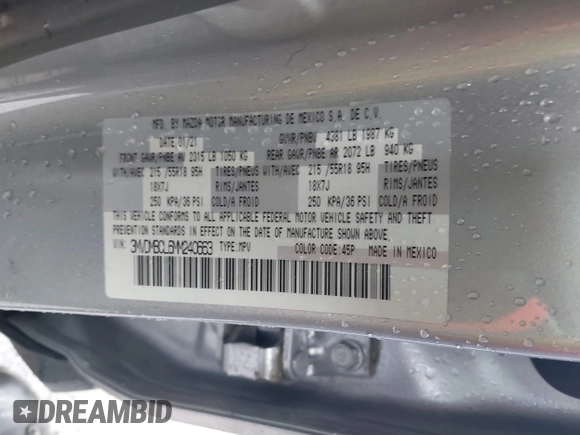 MFD. BY MAZDA MOTOR MANUFACTURING DE MEXICO S.A. DE C.V.
DATE 01/21 GVWR/PNBV 4381 LB 1987 KG
FRONT GAWR/PNBE AV 2315 LB 1050 KG REAR GAWR/PNBE AR 2072 LB 940 KG
WITH/AVEC 215/55R18 95H TIRES/PNEUS WITH/AVEC 215/55R18 95H TIRES/PNEUS
18X7J RIMS/JANTES 18X7J RIMS/JANTES
250 KPA/36 PSI COLD/A FROID 250 KPA/36 PSI COLD/A FROID
THIS VEHICLE CONFORMS TO ALL APPLICABLE FEDERAL MOTOR VEHICLE SAFETY AND THEFT
PREVENTION STANDARDS IN EFFECT ON THE DATE OF MANUFACTURE SHOWN ABOVE.
VIN: TYPE: MPV COLOR CODE: 45P MADE IN MEXICO
DREAMBID